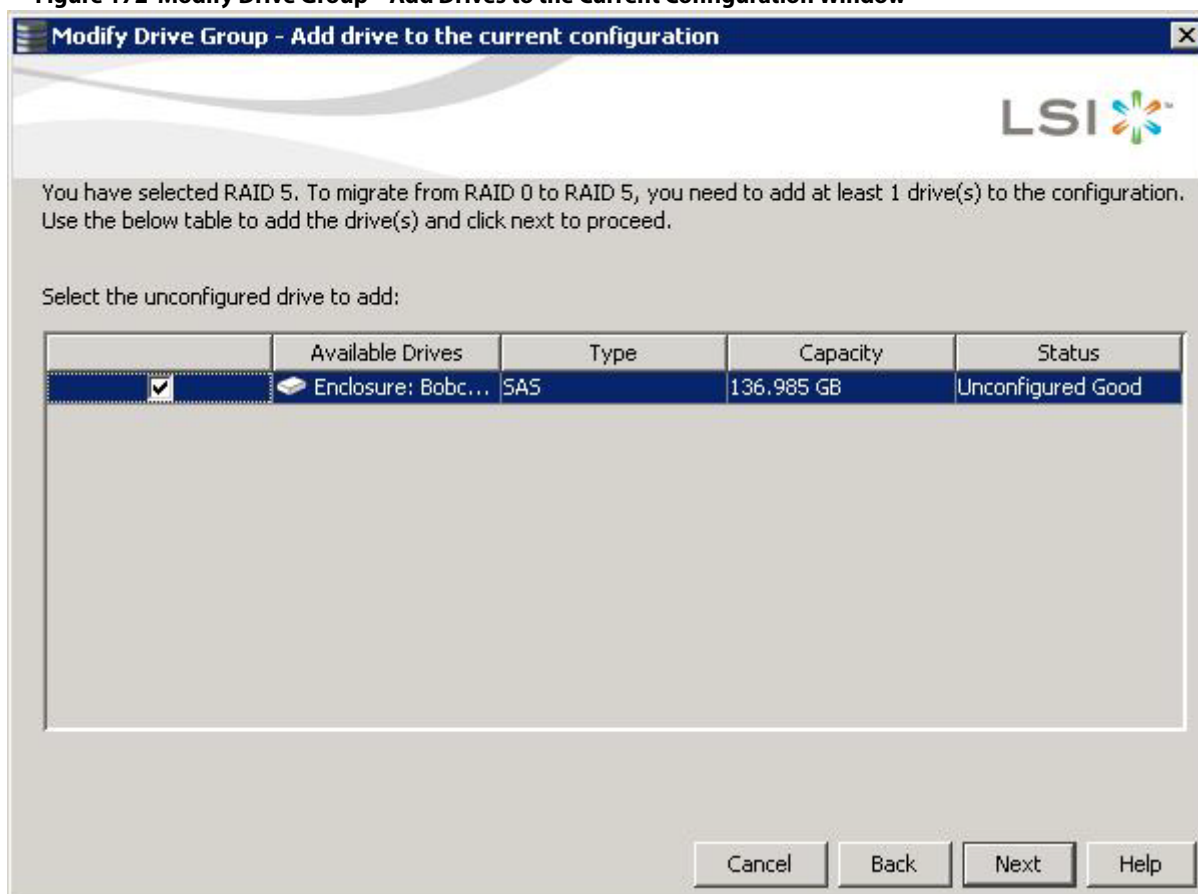 Figure 172 Modify Drive Group – Add Drives to the Current Configuration Window
Modify Drive Group - Add drive to the current configuration
LSI
You have selected RAID 5. To migrate from RAID 0 to RAID 5, you need to add at least 1 drive(s) to the configuration.
Use the below table to add the drive(s) and click next to proceed.
Select the unconfigured drive to add:
Available Drives Type Capacity Status
Enclosure: Bobc... SAS 136.985 GB Unconfigured Good
Cancel Back Next Help